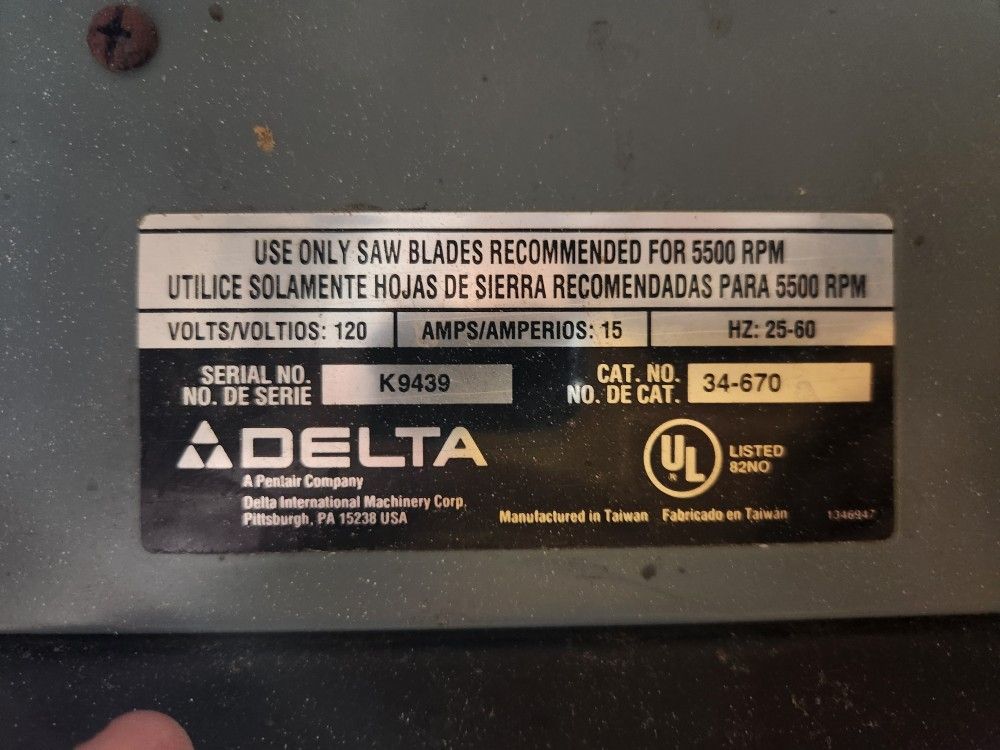 USE ONLY SAW BLADES RECOMMENDED FOR 5500 RPM
UTILICE SOLAMENTE HOJAS DE SIERRA RECOMENDADAS PARA 5500 RPM
VOLTS/VOLTIOS: 120 AMPS/AMPERIOS: 15 HZ: 25-60
SERIAL NO. K9439 CAT. NO. 34-670
NO. DE SERIE NO. DE CAT.
DELTA
A Pentair Company
Delta International Machinery Corp.
Pittsburgh, PA 15238 USA
UL
R
LISTED
82NO
Manufactured in Taiwan Fabricado en Taiwán 1346947